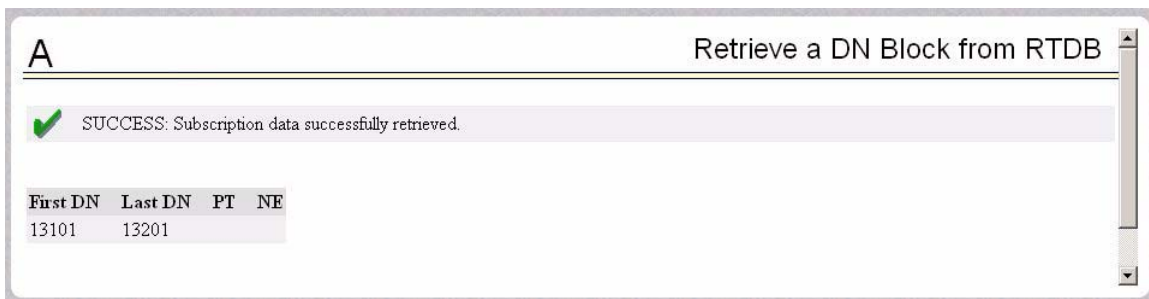 A
Retrieve a DN Block from RTDB
SUCCESS: Subscription data successfully retrieved.
First DN Last DN PT NE
13101 13201